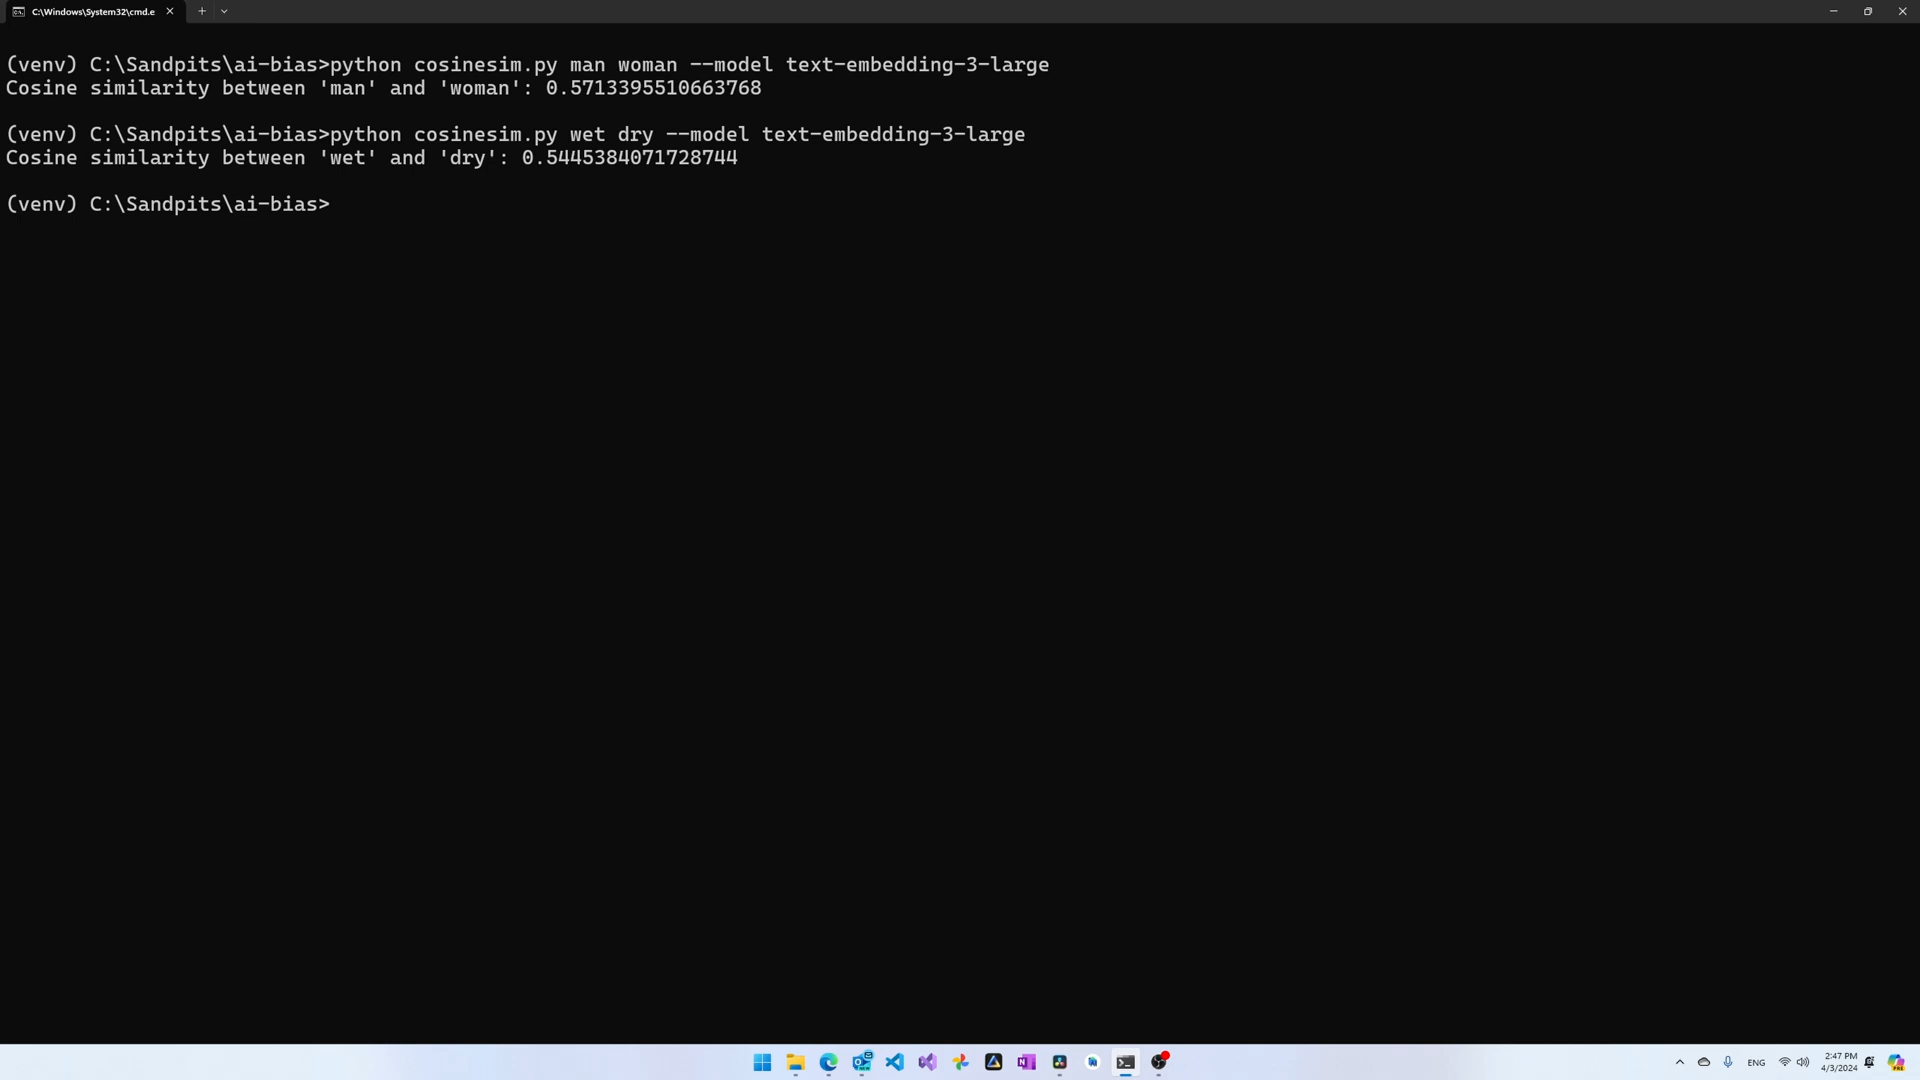 C:\Windows\System32\cmd.e
(venv) C:\Sandpits\ai-bias>python cosinesim.py man woman --model text-embedding-3-large
Cosine similarity between 'man' and 'woman': 0.5713395510663768
(venv) C:\Sandpits\ai-bias>python cosinesim.py wet dry --model text-embedding-3-large
Cosine similarity between 'wet' and 'dry': 0.5445384071728744
(venv) C:\Sandpits\ai-bias>
ENG
2:47 PM
4/3/2024